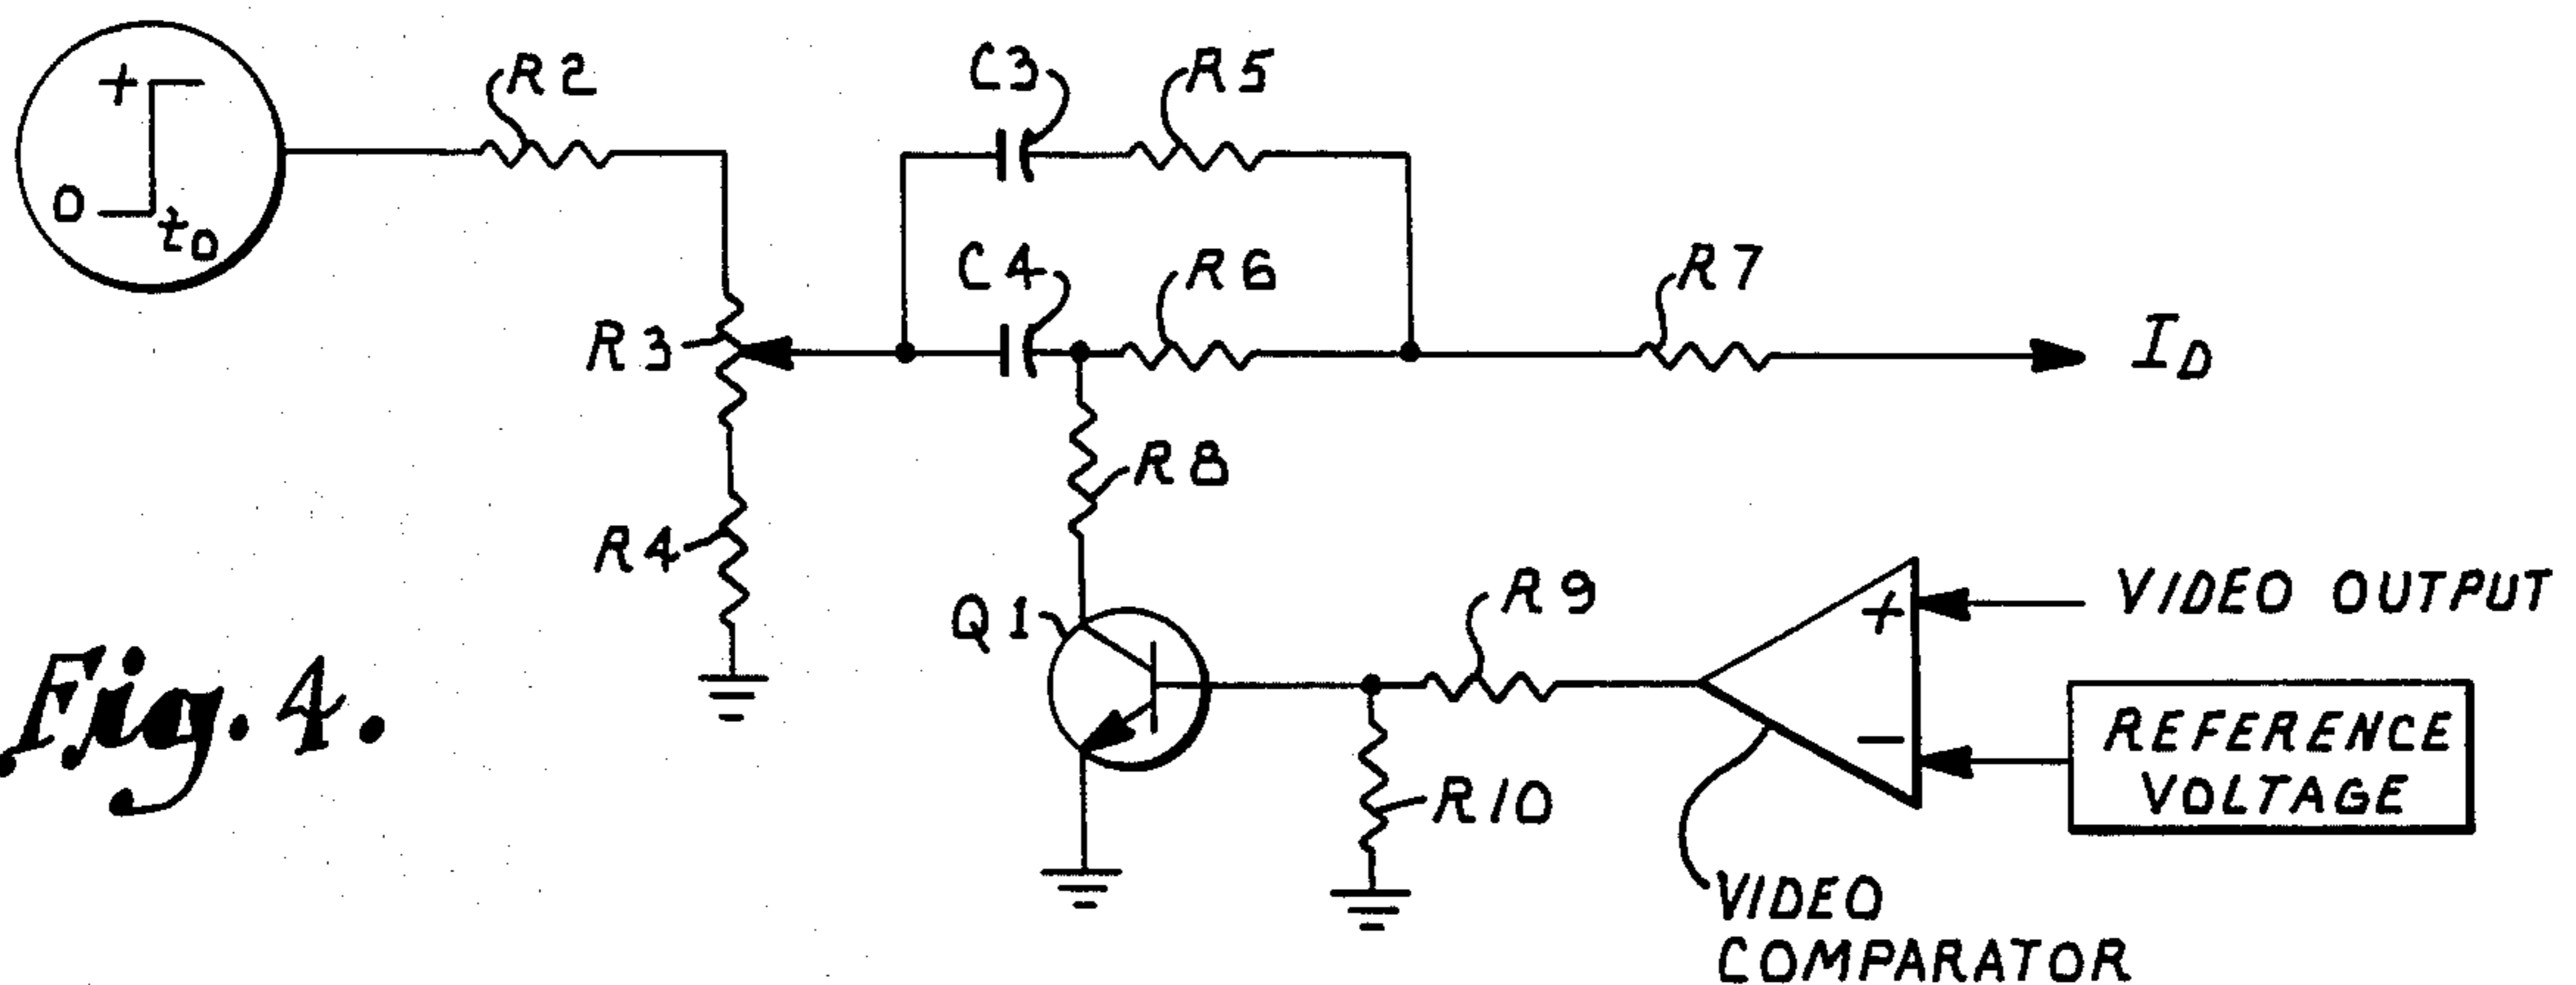 +
0
t0
R2
C3
R5
C4
R6
R7
R3
ID
R8
R4
Q1
R9
+
VIDEO OUTPUT
−
REFERENCE
VOLTAGE
R10
VIDEO
COMPARATOR
Fig. 4.